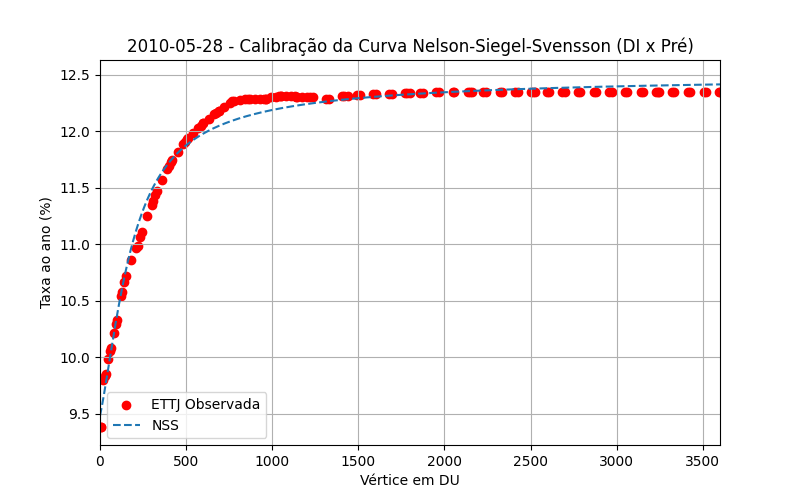 2010-05-28 - Calibração da Curva Nelson-Siegel-Svensson (DI x Pré)
Taxa ao ano (%)
12.5
12.0
11.5
11.0
10.5
10.0
9.5
ETTJ Observada
NSS
0 500 1000 1500 2000 2500 3000 3500
Vértice em DU